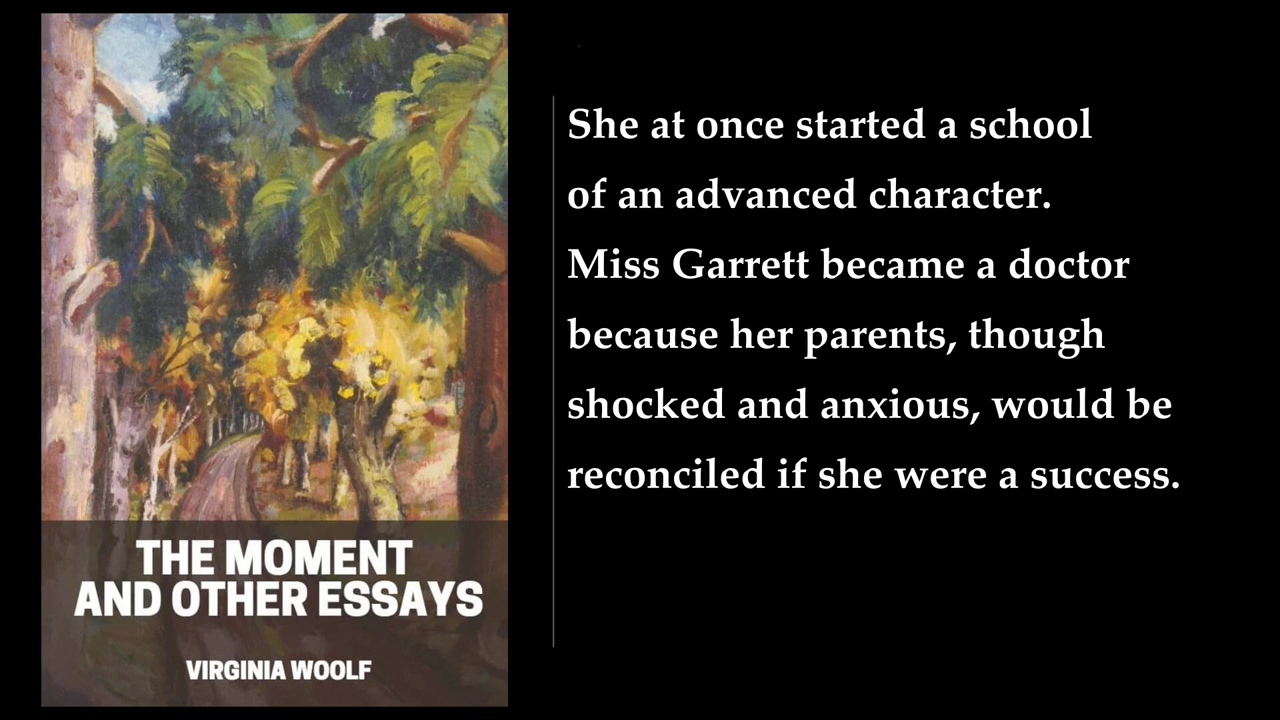 THE MOMENT
AND OTHER ESSAYS
VIRGINIA WOOLF
She at once started a school
of an advanced character.
Miss Garrett became a doctor
because her parents, though
shocked and anxious, would be
reconciled if she were a success.